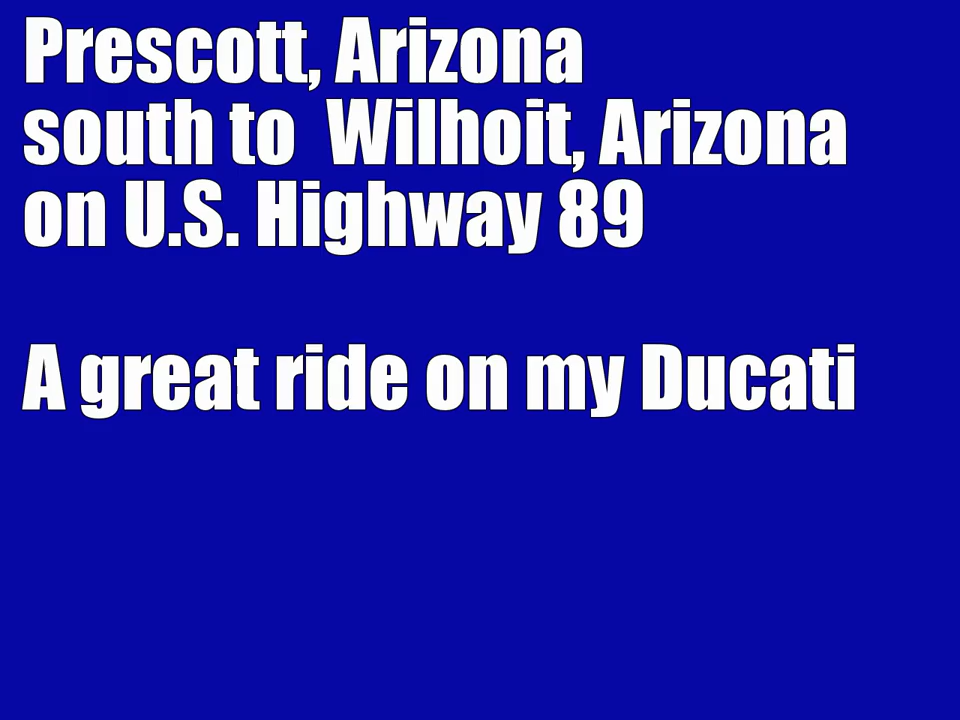 Prescott, Arizona
south to  Wilhoit, Arizona
on U.S. Highway 89
A great ride on my Ducati